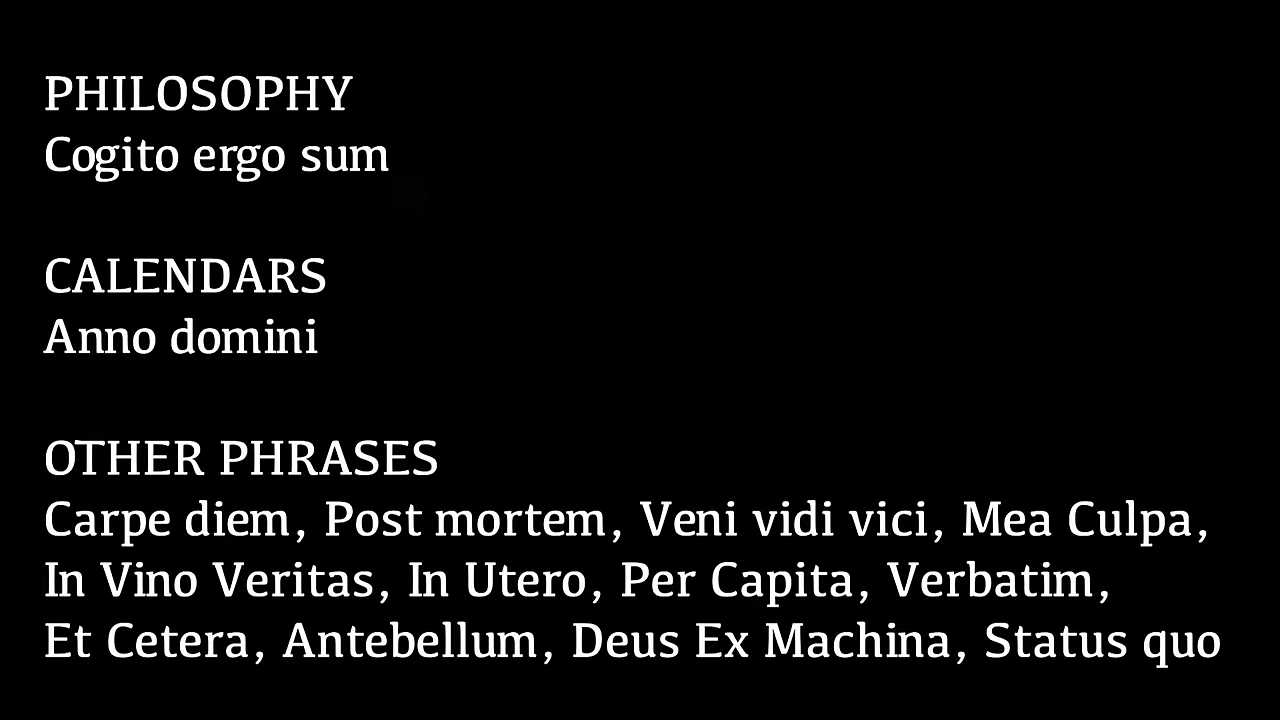 PHILOSOPHY
Cogito ergo sum
CALENDARS
Anno domini
OTHER PHRASES
Carpe diem, Post mortem, Veni vidi vici, Mea Culpa,
In Vino Veritas, In Utero, Per Capita, Verbatim,
Et Cetera, Antebellum, Deus Ex Machina, Status quo